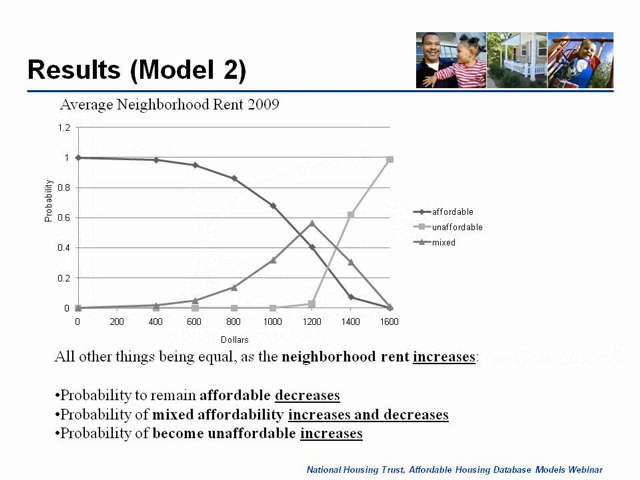 Results (Model 2)
Average Neighborhood Rent 2009
1.2
1
0.8
0.6
0.4
0.2
0
Probability
0 200 400 600 800 1000 1200 1400 1600
Dollars
affordable
unaffordable
mixed
All other things being equal, as the neighborhood rent increases:
•Probability to remain affordable decreases
•Probability of mixed affordability increases and decreases
•Probability of become unaffordable increases
National Housing Trust, Affordable Housing Database Models Webinar